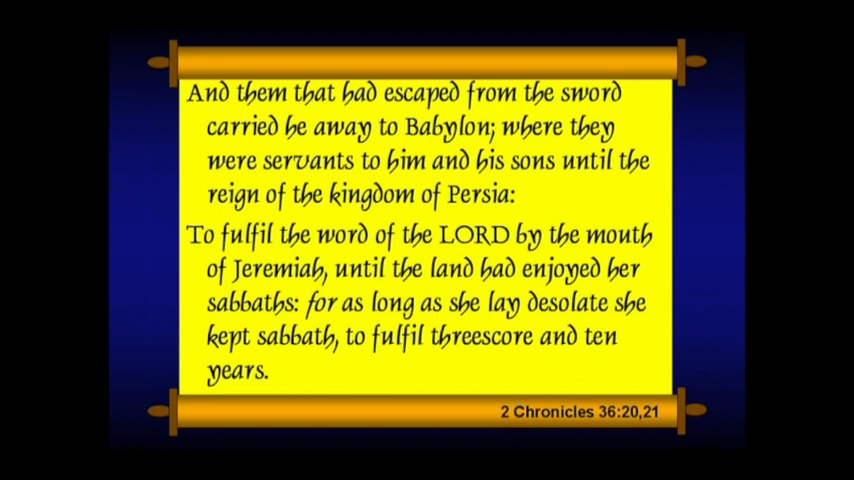 And them that had escaped from the sword
carried he away to Babylon; where they
were servants to him and his sons until the
reign of the kingdom of Persia:
To fulfil the word of the LORD by the mouth
of Jeremiah, until the land had enjoyed her
sabbaths: for as long as she lay desolate she
kept sabbath, to fulfil threescore and ten
years.
2 Chronicles 36:20,21